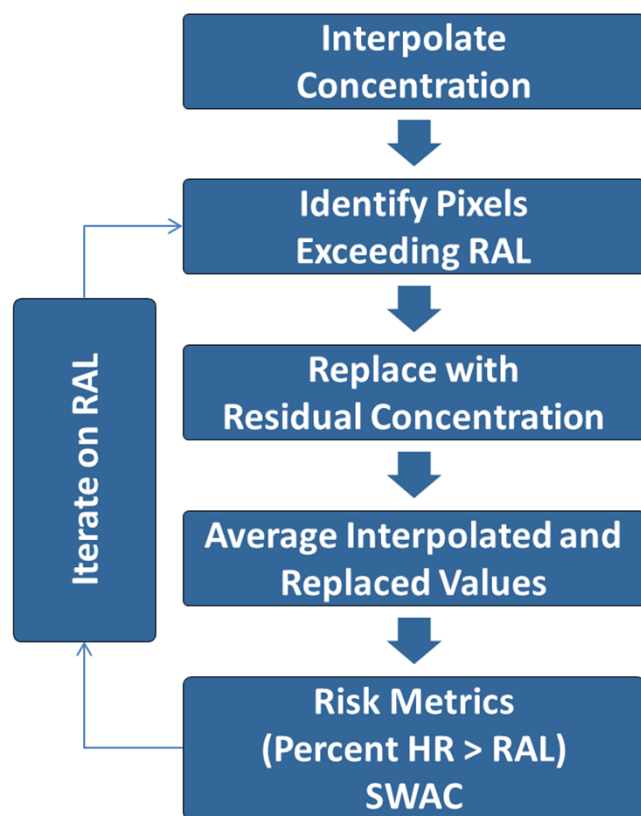 Interpolate
Concentration
Identify Pixels
Exceeding RAL
Replace with
Residual Concentration
Average Interpolated and
Replaced Values
Risk Metrics
(Percent HR > RAL)
SWAC
Iterate on RAL